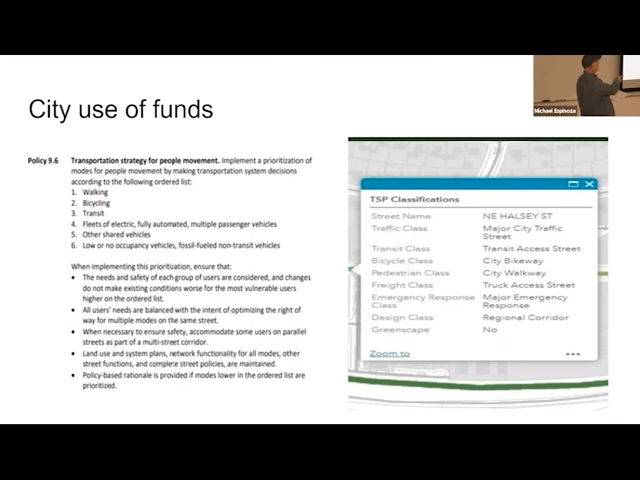 City use of funds
Michael Espinoza
Policy 9.6 Transportation strategy for people movement. Implement a prioritization of
modes for people movement by making transportation system decisions
according to the following ordered list:
1. Walking
2. Bicycling
3. Transit
4. Fleets of electric, fully automated, multiple passenger vehicles
5. Other shared vehicles
6. Low or no occupancy vehicles, fossil-fueled non-transit vehicles
When implementing this prioritization, ensure that:
• The needs and safety of each group of users are considered, and changes
do not make existing conditions worse for the most vulnerable users
higher on the ordered list.
• All users' needs are balanced with the intent of optimizing the right of
way for multiple modes on the same street.
• When necessary to ensure safety, accommodate some users on parallel
streets as part of a multi-street corridor.
• Land use and system plans, network functionality for all modes, other
street functions, and complete street policies, are maintained.
• Policy-based rationale is provided if modes lower in the ordered list are
prioritized.
TSP Classifications
Street Name NE HALSEY ST
Traffic Class Major City Traffic
Street
Transit Class Transit Access Street
Bicycle Class City Bikeway
Pedestrian Class City Walkway
Freight Class Truck Access Street
Emergency Response Major Emergency
Class Response
Design Class Regional Corridor
Greenscape No
Zoom to
•••